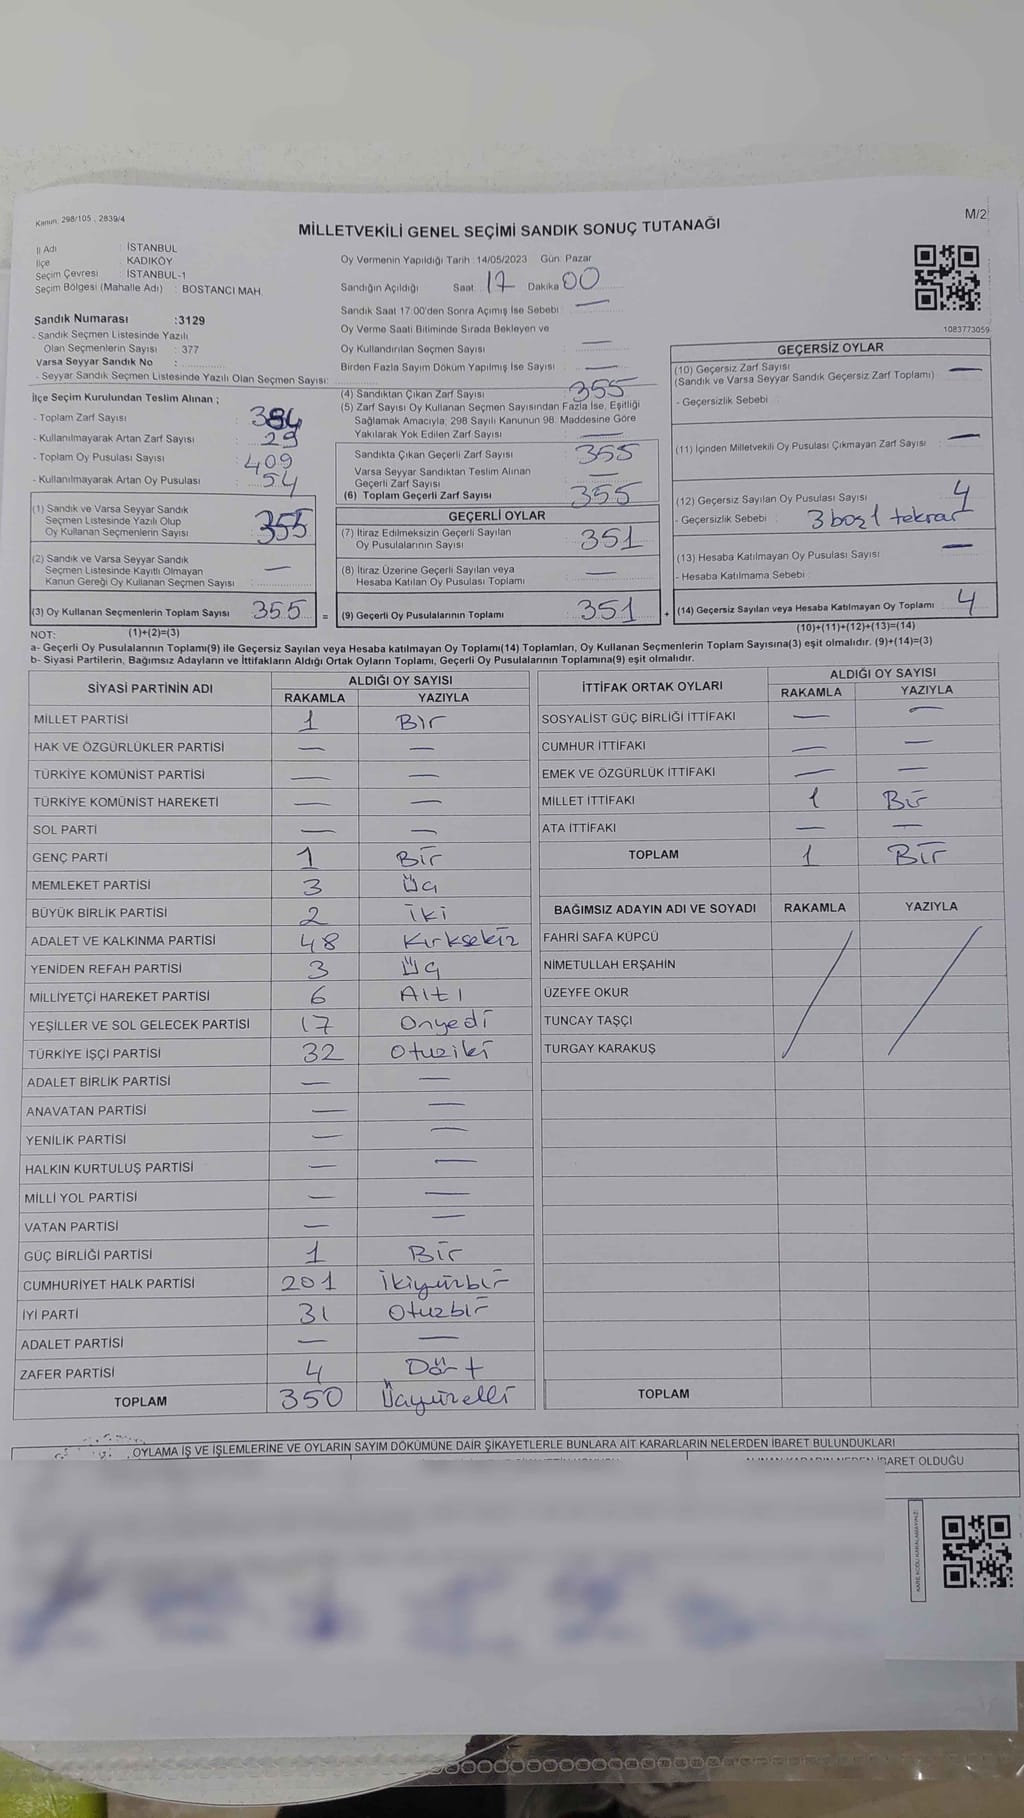 Kanun: 298/105 , 2839/4
M/2
MİLLETVEKİLİ GENEL SEÇİMİ SANDIK SONUÇ TUTANAĞI
İl Adı : İSTANBUL
İlçe : KADIKÖY
Seçim Çevresi : İSTANBUL-1
Seçim Bölgesi (Mahalle Adı) : BOSTANCI MAH.
Sandık Numarası :3129
- Sandık Seçmen Listesinde Yazılı
Olan Seçmenlerin Sayısı : 377
Varsa Seyyar Sandık No :
- Seyyar Sandık Seçmen Listesinde Yazılı Olan Seçmen Sayısı:
Oy Vermenin Yapıldığı Tarih : 14/05/2023 Gün: Pazar
Sandığın Açıldığı Saat : 17 Dakika 00
Sandık Saat 17:00'den Sonra Açımış İse Sebebi : —
Oy Verme Saati Bitiminde Sırada Bekleyen ve
Oy Kullandırılan Seçmen Sayısı : —
Birden Fazla Sayım Döküm Yapılmış İse Sayısı : —
1083773059
İlçe Seçim Kurulundan Teslim Alınan ;
- Toplam Zarf Sayısı : 384
- Kullanılmayarak Artan Zarf Sayısı : 29
- Toplam Oy Pusulası Sayısı : 409
- Kullanılmayarak Artan Oy Pusulası : 54
(1) Sandık ve Varsa Seyyar Sandık
Seçmen Listesinde Yazılı Olup
Oy Kullanan Seçmenlerin Sayısı 355
(2) Sandık ve Varsa Seyyar Sandık
Seçmen Listesinde Kayıtlı Olmayan
Kanun Gereği Oy Kullanan Seçmen Sayısı : —
(3) Oy Kullanan Seçmenlerin Toplam Sayısı 355 =
(4) Sandıktan Çıkan Zarf Sayısı 355
(5) Zarf Sayısı Oy Kullanan Seçmen Sayısından Fazla İse, Eşitliği
Sağlamak Amacıyla; 298 Sayılı Kanunun 98. Maddesine Göre
Yakılarak Yok Edilen Zarf Sayısı : —
Sandıkta Çıkan Geçerli Zarf Sayısı 355
Varsa Seyyar Sandıktan Teslim Alınan
Geçerli Zarf Sayısı —
(6) Toplam Geçerli Zarf Sayısı 355
GEÇERLİ OYLAR
(7) İtiraz Edilmeksizin Geçerli Sayılan
Oy Pusulalarının Sayısı 351
(8) İtiraz Üzerine Geçerli Sayılan veya
Hesaba Katılan Oy Pusulası Toplamı —
(9) Geçerli Oy Pusulalarının Toplamı 351 +
GEÇERSİZ OYLAR
(10) Geçersiz Zarf Sayısı : —
(Sandık ve Varsa Seyyar Sandık Geçersiz Zarf Toplamı)
- Geçersizlik Sebebi :
(11) İçinden Milletvekili Oy Pusulası Çıkmayan Zarf Sayısı : —
(12) Geçersiz Sayılan Oy Pusulası Sayısı : 4
- Geçersizlik Sebebi : 3 boş 1 tekrar
(13) Hesaba Katılmayan Oy Pusulası Sayısı : —
- Hesaba Katılmama Sebebi :
(14) Geçersiz Sayılan veya Hesaba Katılmayan Oy Toplamı 4
NOT: (1)+(2)=(3)
(10)+(11)+(12)+(13)=(14)
a- Geçerli Oy Pusulalarının Toplamı(9) ile Geçersiz Sayılan veya Hesaba katılmayan Oy Toplamı(14) Toplamları, Oy Kullanan Seçmenlerin Toplam Sayısına(3) eşit olmalıdır. (9)+(14)=(3)
b- Siyasi Partilerin, Bağımsız Adayların ve İttifakların Aldığı Ortak Oyların Toplamı, Geçerli Oy Pusulalarının Toplamına(9) eşit olmalıdır.
SİYASİ PARTİNİN ADI ALDIĞI OY SAYISI
RAKAMLA YAZIYLA
MİLLET PARTİSİ 1 Bir
HAK VE ÖZGÜRLÜKLER PARTİSİ — —
TÜRKİYE KOMÜNİST PARTİSİ — —
TÜRKİYE KOMÜNİST HAREKETİ — —
SOL PARTİ — —
GENÇ PARTİ 1 Bir
MEMLEKET PARTİSİ 3 Üç
BÜYÜK BİRLİK PARTİSİ 2 iki
ADALET VE KALKINMA PARTİSİ 48 Kırksekiz
YENİDEN REFAH PARTİSİ 3 Üç
MİLLİYETÇİ HAREKET PARTİSİ 6 Altı
YEŞİLLER VE SOL GELECEK PARTİSİ 17 Onyedi
TÜRKİYE İŞÇİ PARTİSİ 32 Otuziki
ADALET BİRLİK PARTİSİ — —
ANAVATAN PARTİSİ — —
YENİLİK PARTİSİ — —
HALKIN KURTULUŞ PARTİSİ — —
MİLLİ YOL PARTİSİ — —
VATAN PARTİSİ — —
GÜÇ BİRLİĞİ PARTİSİ 1 Bir
CUMHURİYET HALK PARTİSİ 201 ikiyüzbir
İYİ PARTİ 31 Otuzbir
ADALET PARTİSİ — —
ZAFER PARTİSİ 4 Dört
TOPLAM 350 Üçyüzelli
İTTİFAK ORTAK OYLARI ALDIĞI OY SAYISI
RAKAMLA YAZIYLA
SOSYALİST GÜÇ BİRLİĞİ İTTİFAKI — —
CUMHUR İTTİFAKI — —
EMEK VE ÖZGÜRLÜK İTTİFAKI — —
MİLLET İTTİFAKI 1 Bir
ATA İTTİFAKI — —
TOPLAM 1 Bir
BAĞIMSIZ ADAYIN ADI VE SOYADI RAKAMLA YAZIYLA
FAHRİ SAFA KÜPCÜ
NİMETULLAH ERŞAHİN
ÜZEYFE OKUR
TUNCAY TAŞÇI
TURGAY KARAKUŞ
TOPLAM
OYLAMA İŞ VE İŞLEMLERİNE VE OYLARIN SAYIM DÖKÜMÜNE DAİR ŞİKAYETLERLE BUNLARA AİT KARARLARIN NELERDEN İBARET BULUNDUKLARI
İBARET OLDUĞU
KARE KODU KARALAMAYINIZ